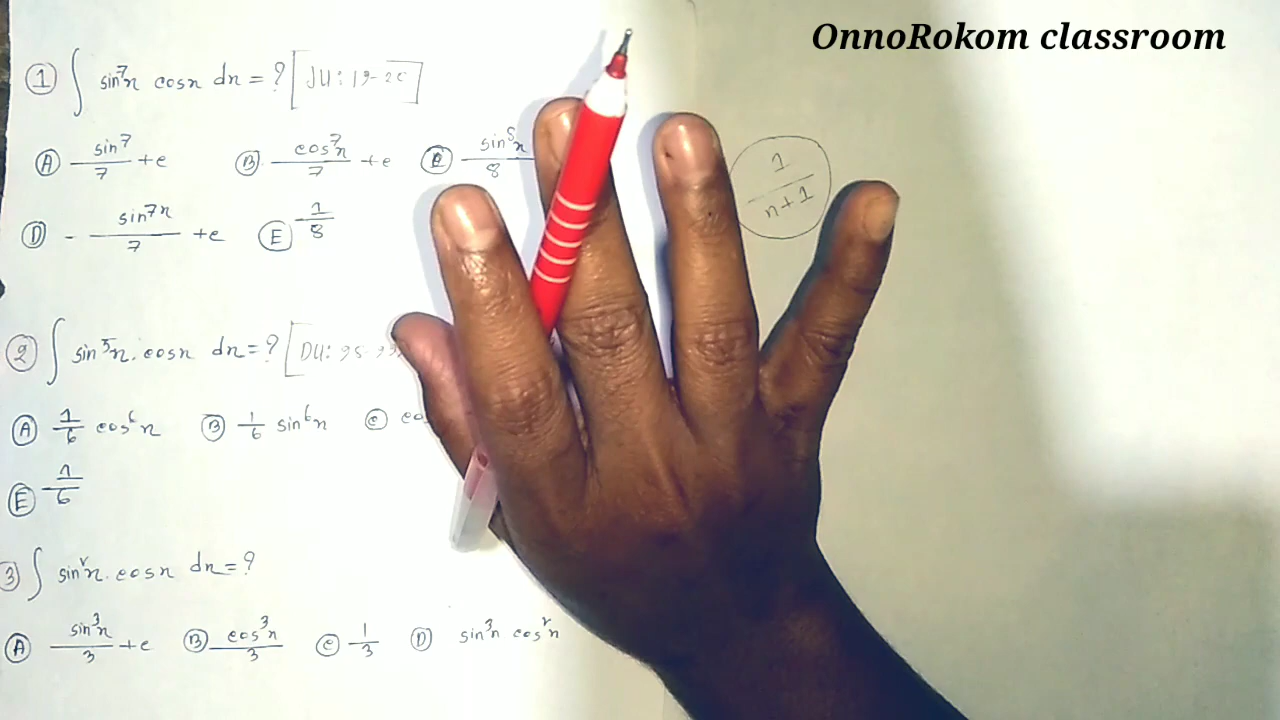 OnnoRokom classroom
① ∫ sin⁷x cosx dx = ? [JU: 19-20]
Ⓐ sin⁷/7 + c Ⓑ cos⁷x/7 + c Ⓒ sin⁸x/8
Ⓓ - sin⁷x/7 + c Ⓔ 1/8
1/n+1
② ∫ sin⁵x. cosx dx = ? [DU:
Ⓐ 1/6 cos⁶x Ⓑ 1/6 sin⁶x Ⓒ
Ⓔ 1/6
③ ∫ sin²x. cosx dx = ?
Ⓐ sin³x/3 + c Ⓑ cos³x/3 Ⓒ 1/3 Ⓓ sin³x cos²x